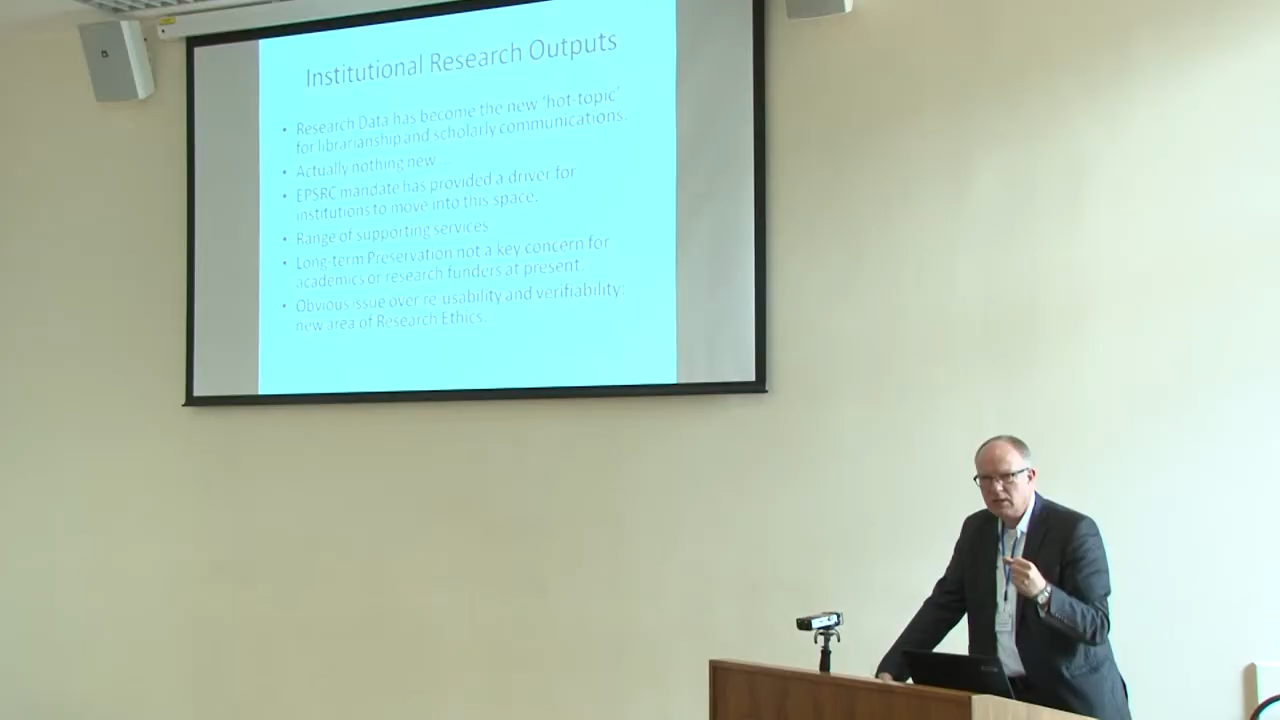 Institutional Research Outputs
• Research Data has become the new 'hot-topic'
for librarianship and scholarly communications.
• Actually nothing new...
• EPSRC mandate has provided a driver for
institutions to move into this space.
• Range of supporting services
• Long-term Preservation not a key concern for
academics or research funders at present.
• Obvious issue over re-usability and verifiability:
new area of Research Ethics.